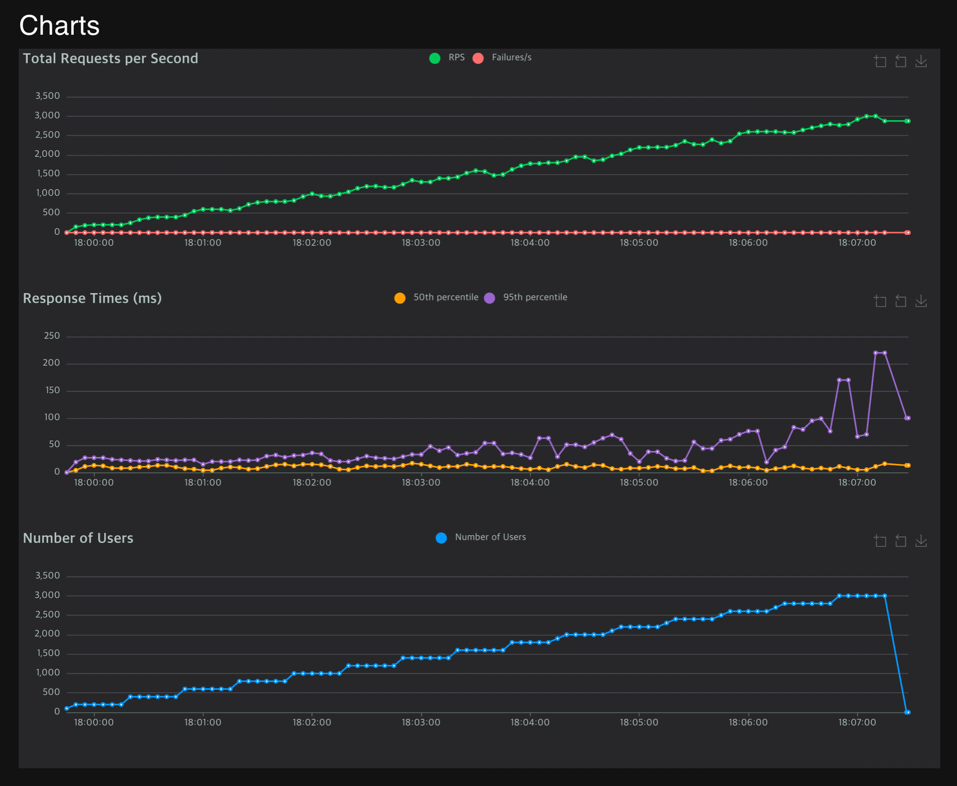 Charts
Total Requests per Second
RPS Failures/s
3,500
3,000
2,500
2,000
1,500
1,000
500
0
18:00:00 18:01:00 18:02:00 18:03:00 18:04:00 18:05:00 18:06:00 18:07:00
Response Times (ms)
50th percentile 95th percentile
250
200
150
100
50
0
18:00:00 18:01:00 18:02:00 18:03:00 18:04:00 18:05:00 18:06:00 18:07:00
Number of Users
Number of Users
3,500
3,000
2,500
2,000
1,500
1,000
500
0
18:00:00 18:01:00 18:02:00 18:03:00 18:04:00 18:05:00 18:06:00 18:07:00